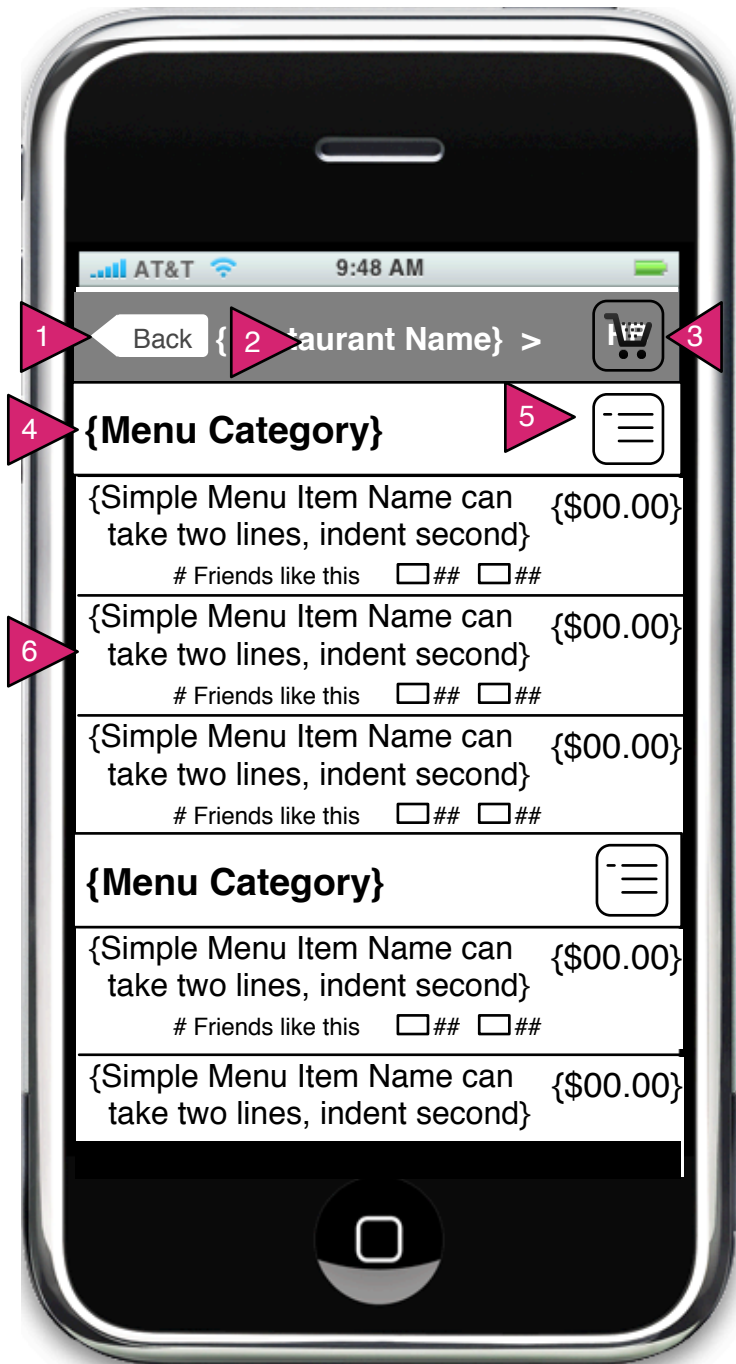 AT&T 9:48 AM
1 Back { 2 taurant Name} > 3
4 {Menu Category} 5
{Simple Menu Item Name can {$00.00}
take two lines, indent second}
# Friends like this ## ##
{Simple Menu Item Name can {$00.00}
6 take two lines, indent second}
# Friends like this ## ##
{Simple Menu Item Name can {$00.00}
take two lines, indent second}
# Friends like this ## ##
{Menu Category}
{Simple Menu Item Name can {$00.00}
take two lines, indent second}
# Friends like this ## ##
{Simple Menu Item Name can {$00.00}
take two lines, indent second}